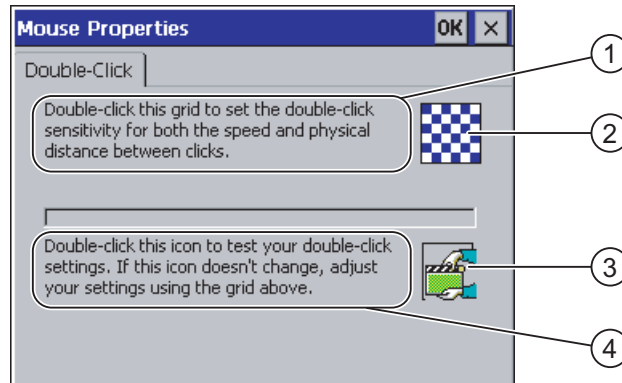 Mouse Properties OK ×
Double-Click
Double-click this grid to set the double-click
sensitivity for both the speed and physical
distance between clicks.
Double-click this icon to test your double-click
settings. If this icon doesn't change, adjust
your settings using the grid above.
1
2
3
4